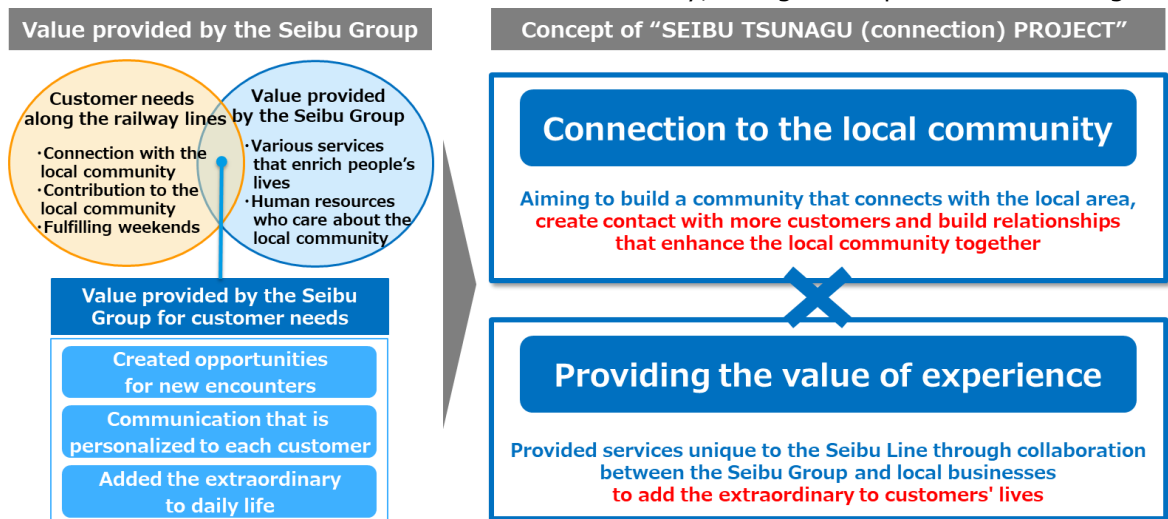 Value provided by the Seibu Group
Customer needs
along the railway lines
・Connection with the
local community
・Contribution to the
local community
・Fulfilling weekends
Value provided
by the Seibu Group
・Various services
that enrich people's
lives
・Human resources
who care about the
local community
Value provided by the Seibu
Group for customer needs
Created opportunities
for new encounters
Communication that is
personalized to each customer
Added the extraordinary
to daily life
Concept of "SEIBU TSUNAGU (connection) PROJECT"
Connection to the local community
Aiming to build a community that connects with the local area,
create contact with more customers and build relationships
that enhance the local community together
Providing the value of experience
Provided services unique to the Seibu Line through collaboration
between the Seibu Group and local businesses
to add the extraordinary to customers' lives